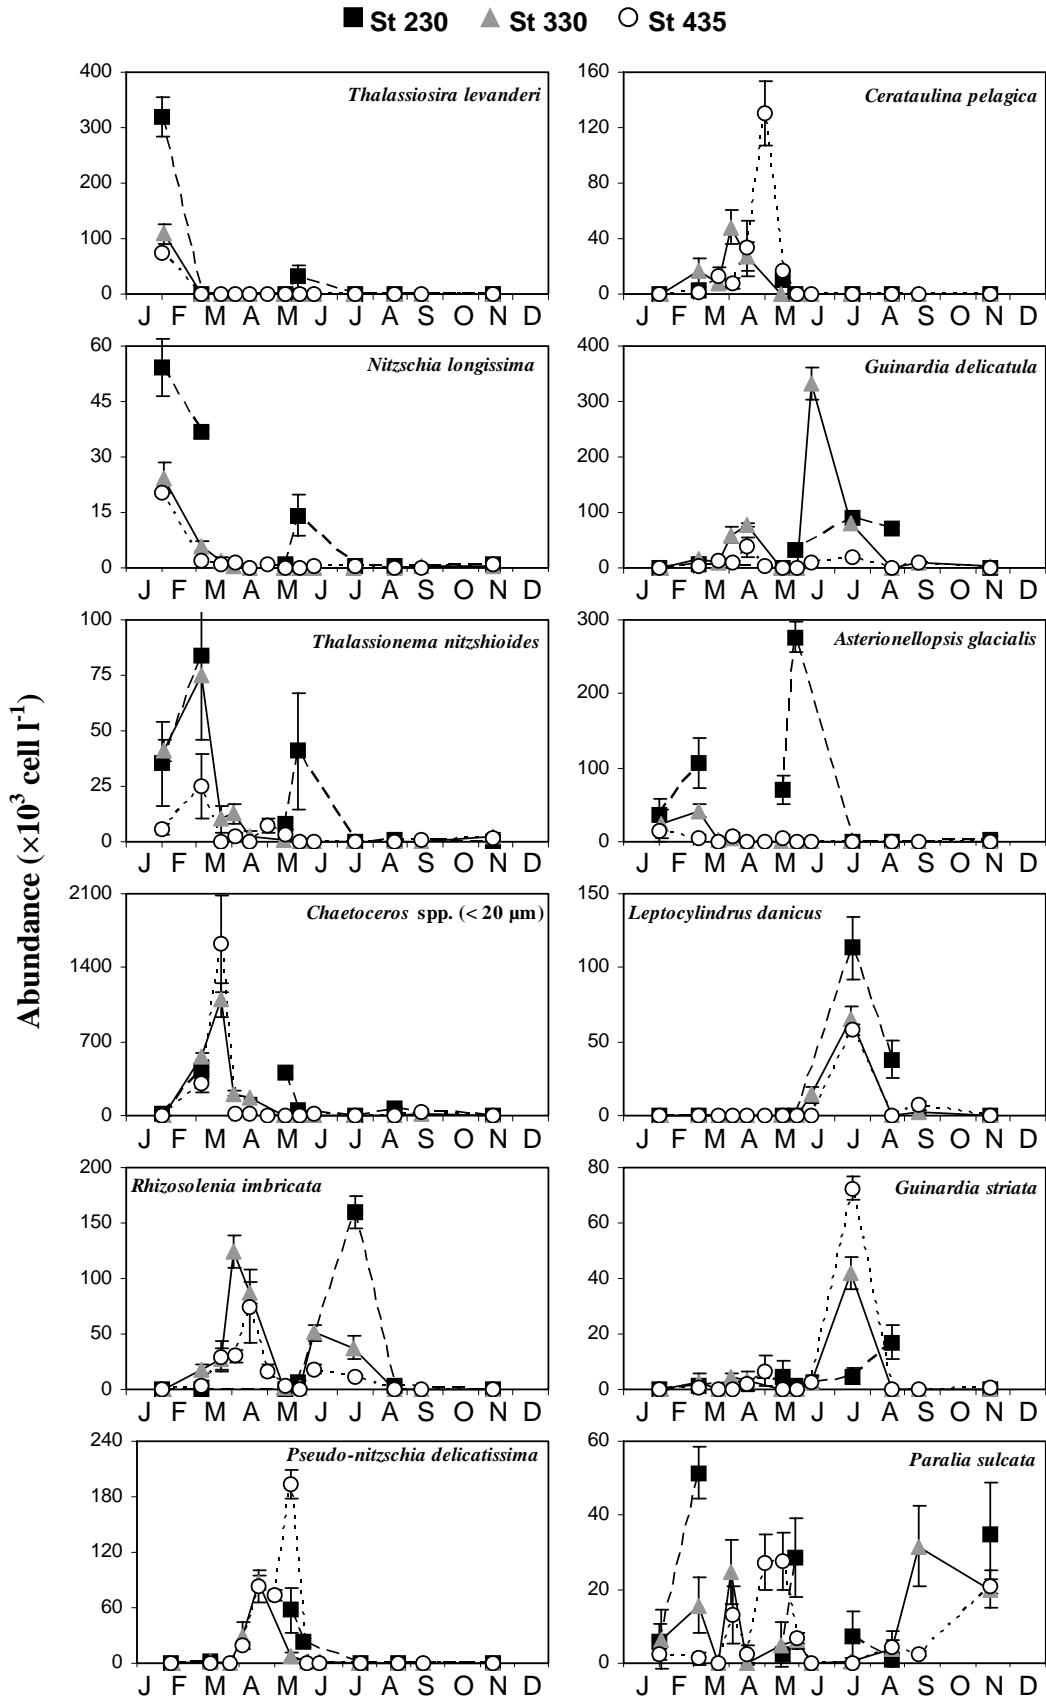 St 230 St 330 St 435
Abundance (×10³ cell l⁻¹)
Thalassiosira levanderi
400
300
200
100
0
J F M A M J J A S O N D
Cerataulina pelagica
160
120
80
40
0
J F M A M J J A S O N D
Nitzschia longissima
60
45
30
15
0
J F M A M J J A S O N D
Guinardia delicatula
400
300
200
100
0
J F M A M J J A S O N D
Thalassionema nitzshioides
100
75
50
25
0
J F M A M J J A S O N D
Asterionellopsis glacialis
300
200
100
0
J F M A M J J A S O N D
Chaetoceros spp. (< 20 µm)
2100
1400
700
0
J F M A M J J A S O N D
Leptocylindrus danicus
150
100
50
0
J F M A M J J A S O N D
Rhizosolenia imbricata
200
150
100
50
0
J F M A M J J A S O N D
Guinardia striata
80
60
40
20
0
J F M A M J J A S O N D
Pseudo-nitzschia delicatissima
240
180
120
60
0
J F M A M J J A S O N D
Paralia sulcata
60
40
20
0
J F M A M J J A S O N D